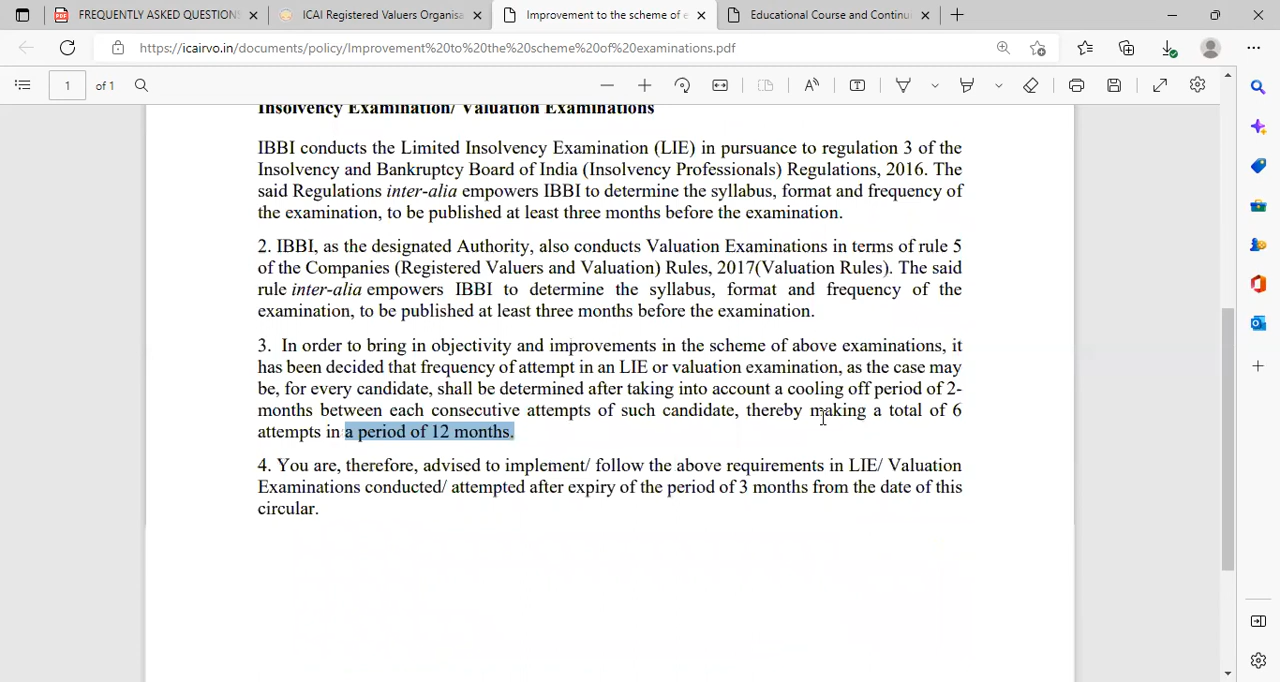 FREQUENTLY ASKED QUESTIONS
ICAI Registered Valuers Organisa
Improvement to the scheme of e
Educational Course and Continu
https://icairvo.in/documents/policy/Improvement%20to%20the%20scheme%20of%20examinations.pdf
1 of 1
Insolvency Examination/ Valuation Examinations
IBBI conducts the Limited Insolvency Examination (LIE) in pursuance to regulation 3 of the
Insolvency and Bankruptcy Board of India (Insolvency Professionals) Regulations, 2016. The
said Regulations inter-alia empowers IBBI to determine the syllabus, format and frequency of
the examination, to be published at least three months before the examination.
2. IBBI, as the designated Authority, also conducts Valuation Examinations in terms of rule 5
of the Companies (Registered Valuers and Valuation) Rules, 2017(Valuation Rules). The said
rule inter-alia empowers IBBI to determine the syllabus, format and frequency of the
examination, to be published at least three months before the examination.
3. In order to bring in objectivity and improvements in the scheme of above examinations, it
has been decided that frequency of attempt in an LIE or valuation examination, as the case may
be, for every candidate, shall be determined after taking into account a cooling off period of 2-
months between each consecutive attempts of such candidate, thereby making a total of 6
attempts in a period of 12 months.
4. You are, therefore, advised to implement/ follow the above requirements in LIE/ Valuation
Examinations conducted/ attempted after expiry of the period of 3 months from the date of this
circular.